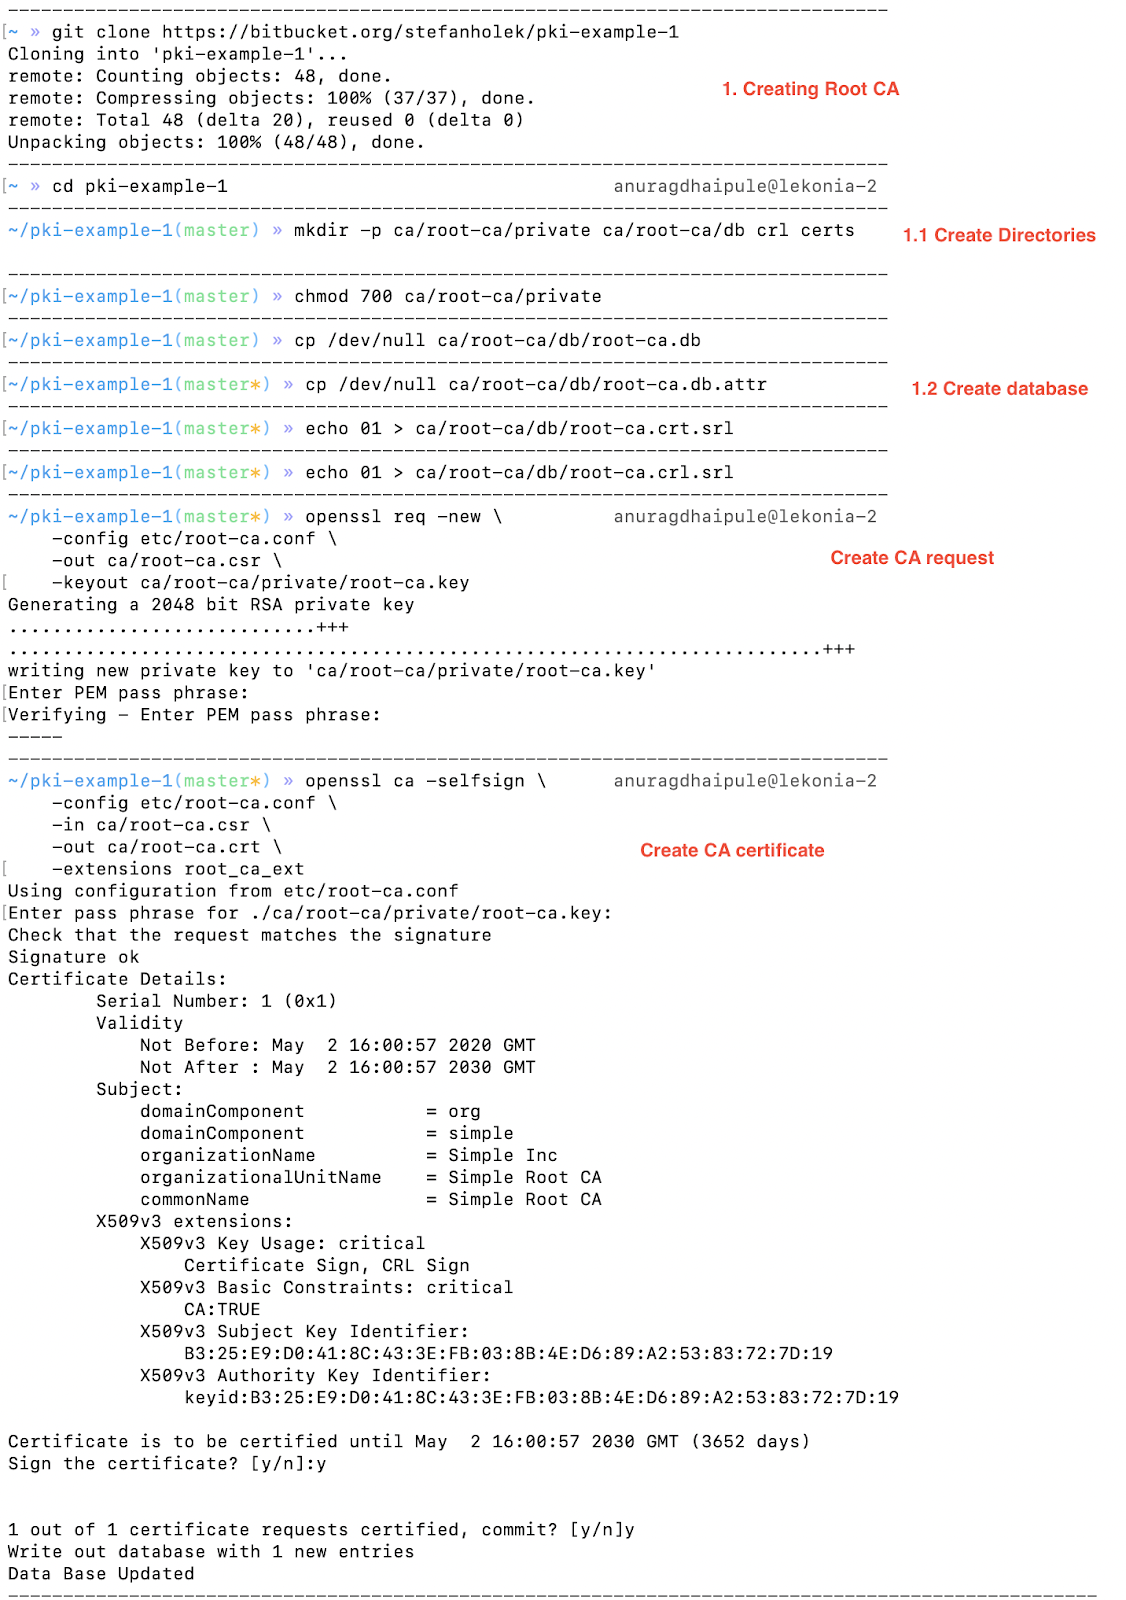 ~ » git clone https://bitbucket.org/stefanholek/pki-example-1
Cloning into 'pki-example-1'...
remote: Counting objects: 48, done.
remote: Compressing objects: 100% (37/37), done.
1. Creating Root CA
remote: Total 48 (delta 20), reused 0 (delta 0)
Unpacking objects: 100% (48/48), done.
~ » cd pki-example-1 anuragdhaipule@lekonia-2
~/pki-example-1(master) » mkdir -p ca/root-ca/private ca/root-ca/db crl certs
1.1 Create Directories
~/pki-example-1(master) » chmod 700 ca/root-ca/private
~/pki-example-1(master) » cp /dev/null ca/root-ca/db/root-ca.db
~/pki-example-1(master*) » cp /dev/null ca/root-ca/db/root-ca.db.attr
1.2 Create database
~/pki-example-1(master*) » echo 01 > ca/root-ca/db/root-ca.crt.srl
~/pki-example-1(master*) » echo 01 > ca/root-ca/db/root-ca.crl.srl
~/pki-example-1(master*) » openssl req -new \ anuragdhaipule@lekonia-2
-config etc/root-ca.conf \
-out ca/root-ca.csr \
Create CA request
-keyout ca/root-ca/private/root-ca.key
Generating a 2048 bit RSA private key
............................+++
..........................................................................+++
writing new private key to 'ca/root-ca/private/root-ca.key'
Enter PEM pass phrase:
Verifying - Enter PEM pass phrase:
-----
~/pki-example-1(master*) » openssl ca -selfsign \ anuragdhaipule@lekonia-2
-config etc/root-ca.conf \
-in ca/root-ca.csr \
-out ca/root-ca.crt \
Create CA certificate
-extensions root_ca_ext
Using configuration from etc/root-ca.conf
Enter pass phrase for ./ca/root-ca/private/root-ca.key:
Check that the request matches the signature
Signature ok
Certificate Details:
Serial Number: 1 (0x1)
Validity
Not Before: May  2 16:00:57 2020 GMT
Not After : May  2 16:00:57 2030 GMT
Subject:
domainComponent = org
domainComponent = simple
organizationName = Simple Inc
organizationalUnitName = Simple Root CA
commonName = Simple Root CA
X509v3 extensions:
X509v3 Key Usage: critical
Certificate Sign, CRL Sign
X509v3 Basic Constraints: critical
CA:TRUE
X509v3 Subject Key Identifier:
B3:25:E9:D0:41:8C:43:3E:FB:03:8B:4E:D6:89:A2:53:83:72:7D:19
X509v3 Authority Key Identifier:
keyid:B3:25:E9:D0:41:8C:43:3E:FB:03:8B:4E:D6:89:A2:53:83:72:7D:19
Certificate is to be certified until May  2 16:00:57 2030 GMT (3652 days)
Sign the certificate? [y/n]:y
1 out of 1 certificate requests certified, commit? [y/n]y
Write out database with 1 new entries
Data Base Updated